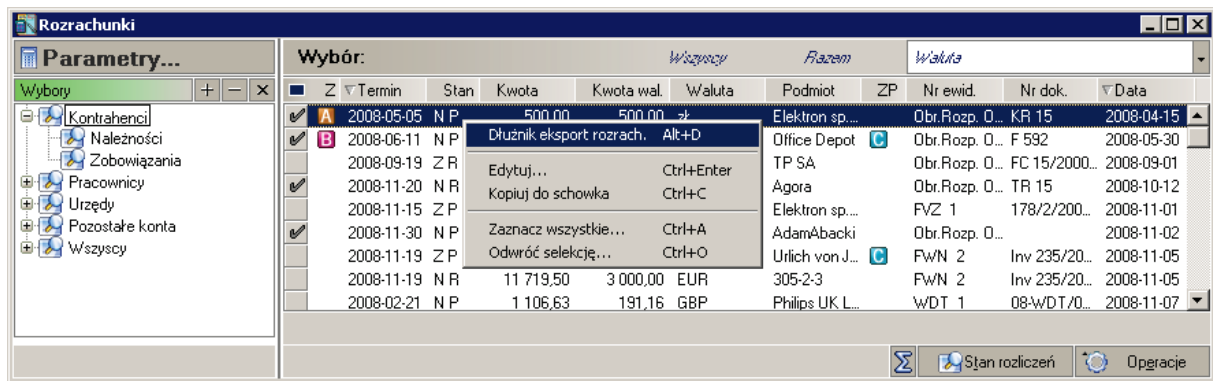 Rozrachunki
Parametry...
Wybór: Wszyscy Razem Waluta
Wybory
Z Termin Stan Kwota Kwota wal. Waluta Podmiot ZP Nr ewid. Nr dok. Data
Kontrahenci
Należności
Zobowiązania
Pracownicy
Urzędy
Pozostałe konta
Wszyscy
A 2008-05-05 N P 500,00 500,00 zł Elektron sp.... Obr.Rozp. O... KR 15 2008-04-15
B 2008-06-11 N P Office Depot C Obr.Rozp. O... F 592 2008-05-30
2008-09-19 Z R TP SA Obr.Rozp. O... FC 15/2000... 2008-09-01
2008-11-20 N R Agora Obr.Rozp. O... TR 15 2008-10-12
2008-11-15 Z P Elektron sp.... FVZ 1 178/2/200... 2008-11-01
2008-11-30 N P AdamAbacki Obr.Rozp. O... 2008-11-02
2008-11-19 Z P Urlich von J... C FWN 2 Inv 235/20... 2008-11-05
2008-11-19 N R 11 719,50 3 000,00 EUR 305-2-3 FWN 2 Inv 235/20... 2008-11-05
2008-02-21 N P 1 106,63 191,16 GBP Philips UK L... WDT 1 08-WDT/0... 2008-11-07
Dłużnik eksport rozrach. Alt+D
Edytuj... Ctrl+Enter
Kopiuj do schowka Ctrl+C
Zaznacz wszystkie... Ctrl+A
Odwróć selekcję... Ctrl+O
Σ Stan rozliczeń Operacje